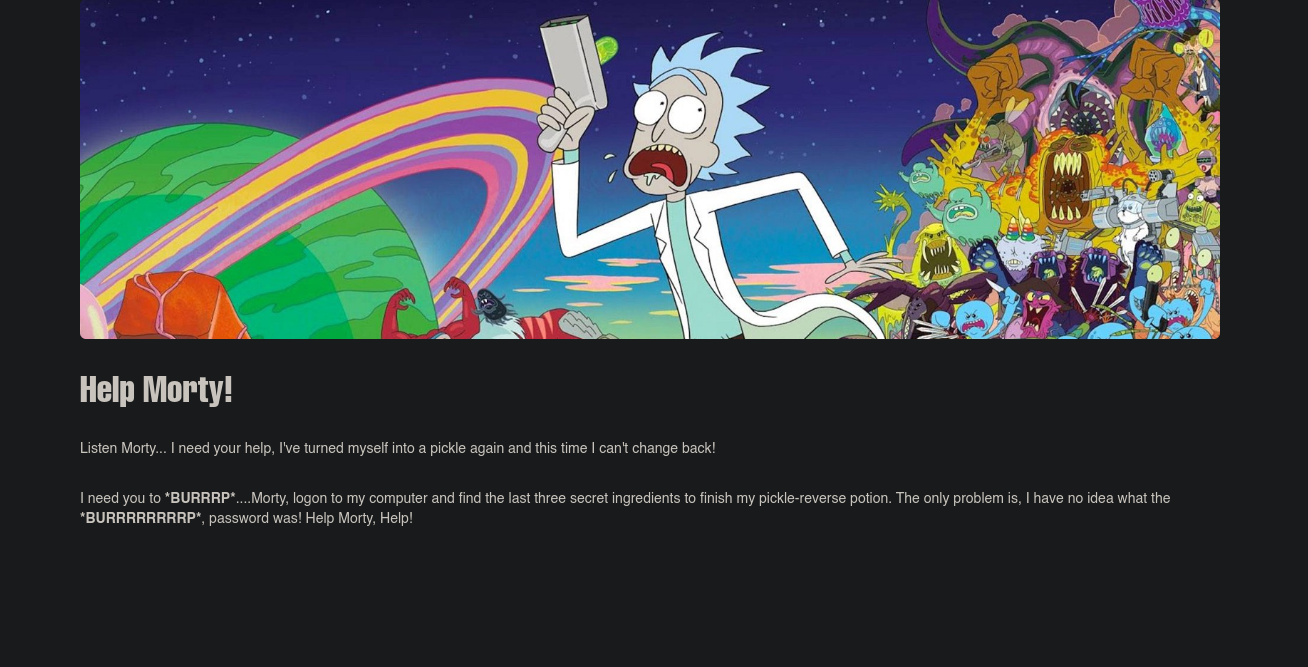 Help Morty!
Listen Morty... I need your help, I've turned myself into a pickle again and this time I can't change back!
I need you to *BURRRP*....Morty, logon to my computer and find the last three secret ingredients to finish my pickle-reverse potion. The only problem is, I have no idea what the
*BURRRRRRRRP*, password was! Help Morty, Help!